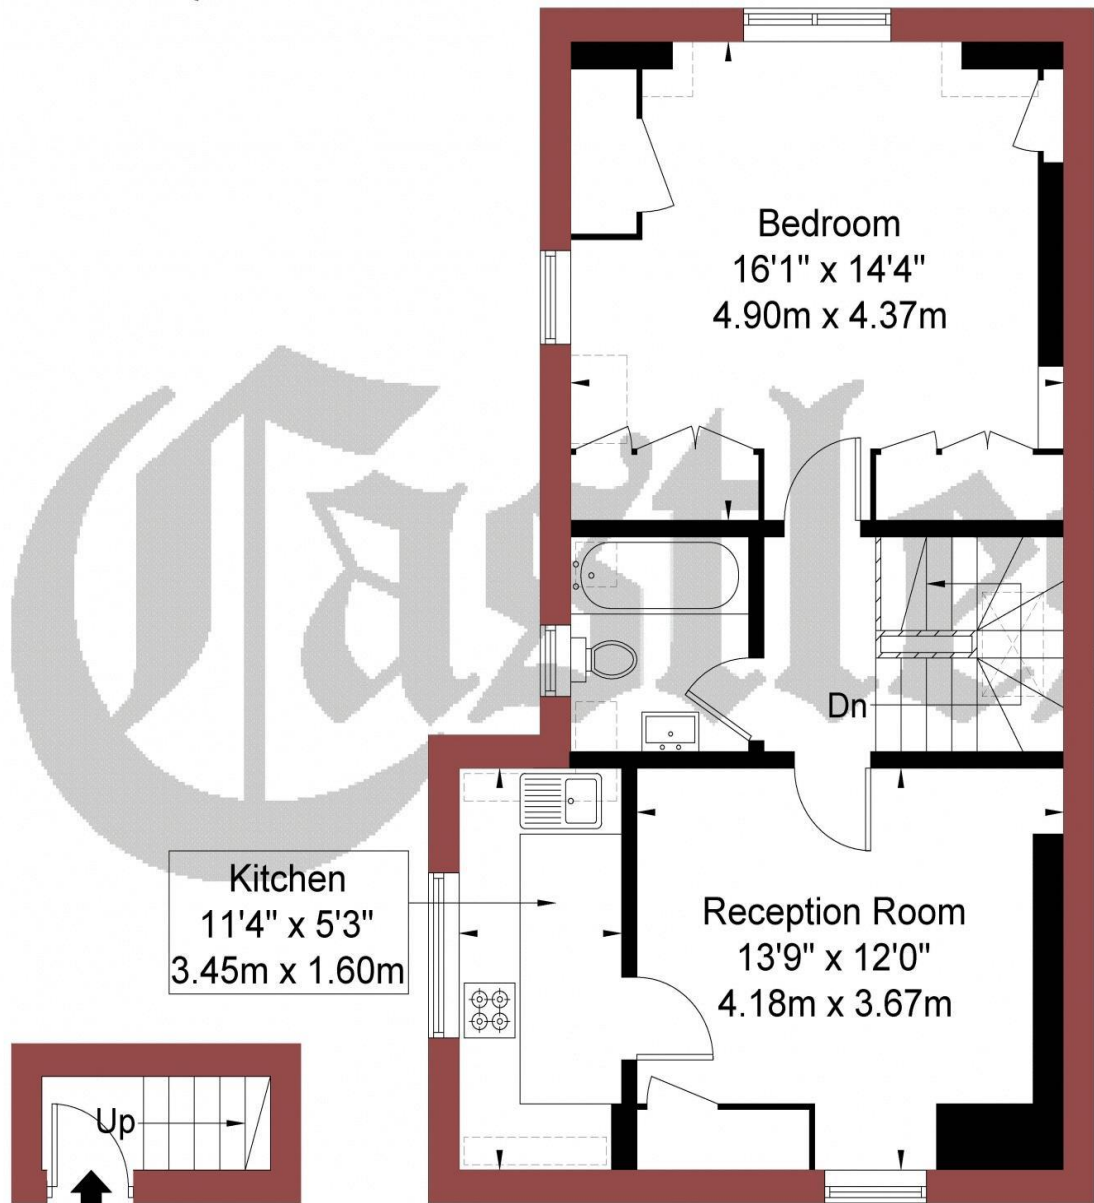 Bedroom
16'1" x 14'4"
4.90m x 4.37m
Dn
Kitchen
11'4" x 5'3"
3.45m x 1.60m
Reception Room
13'9" x 12'0"
4.18m x 3.67m
Up